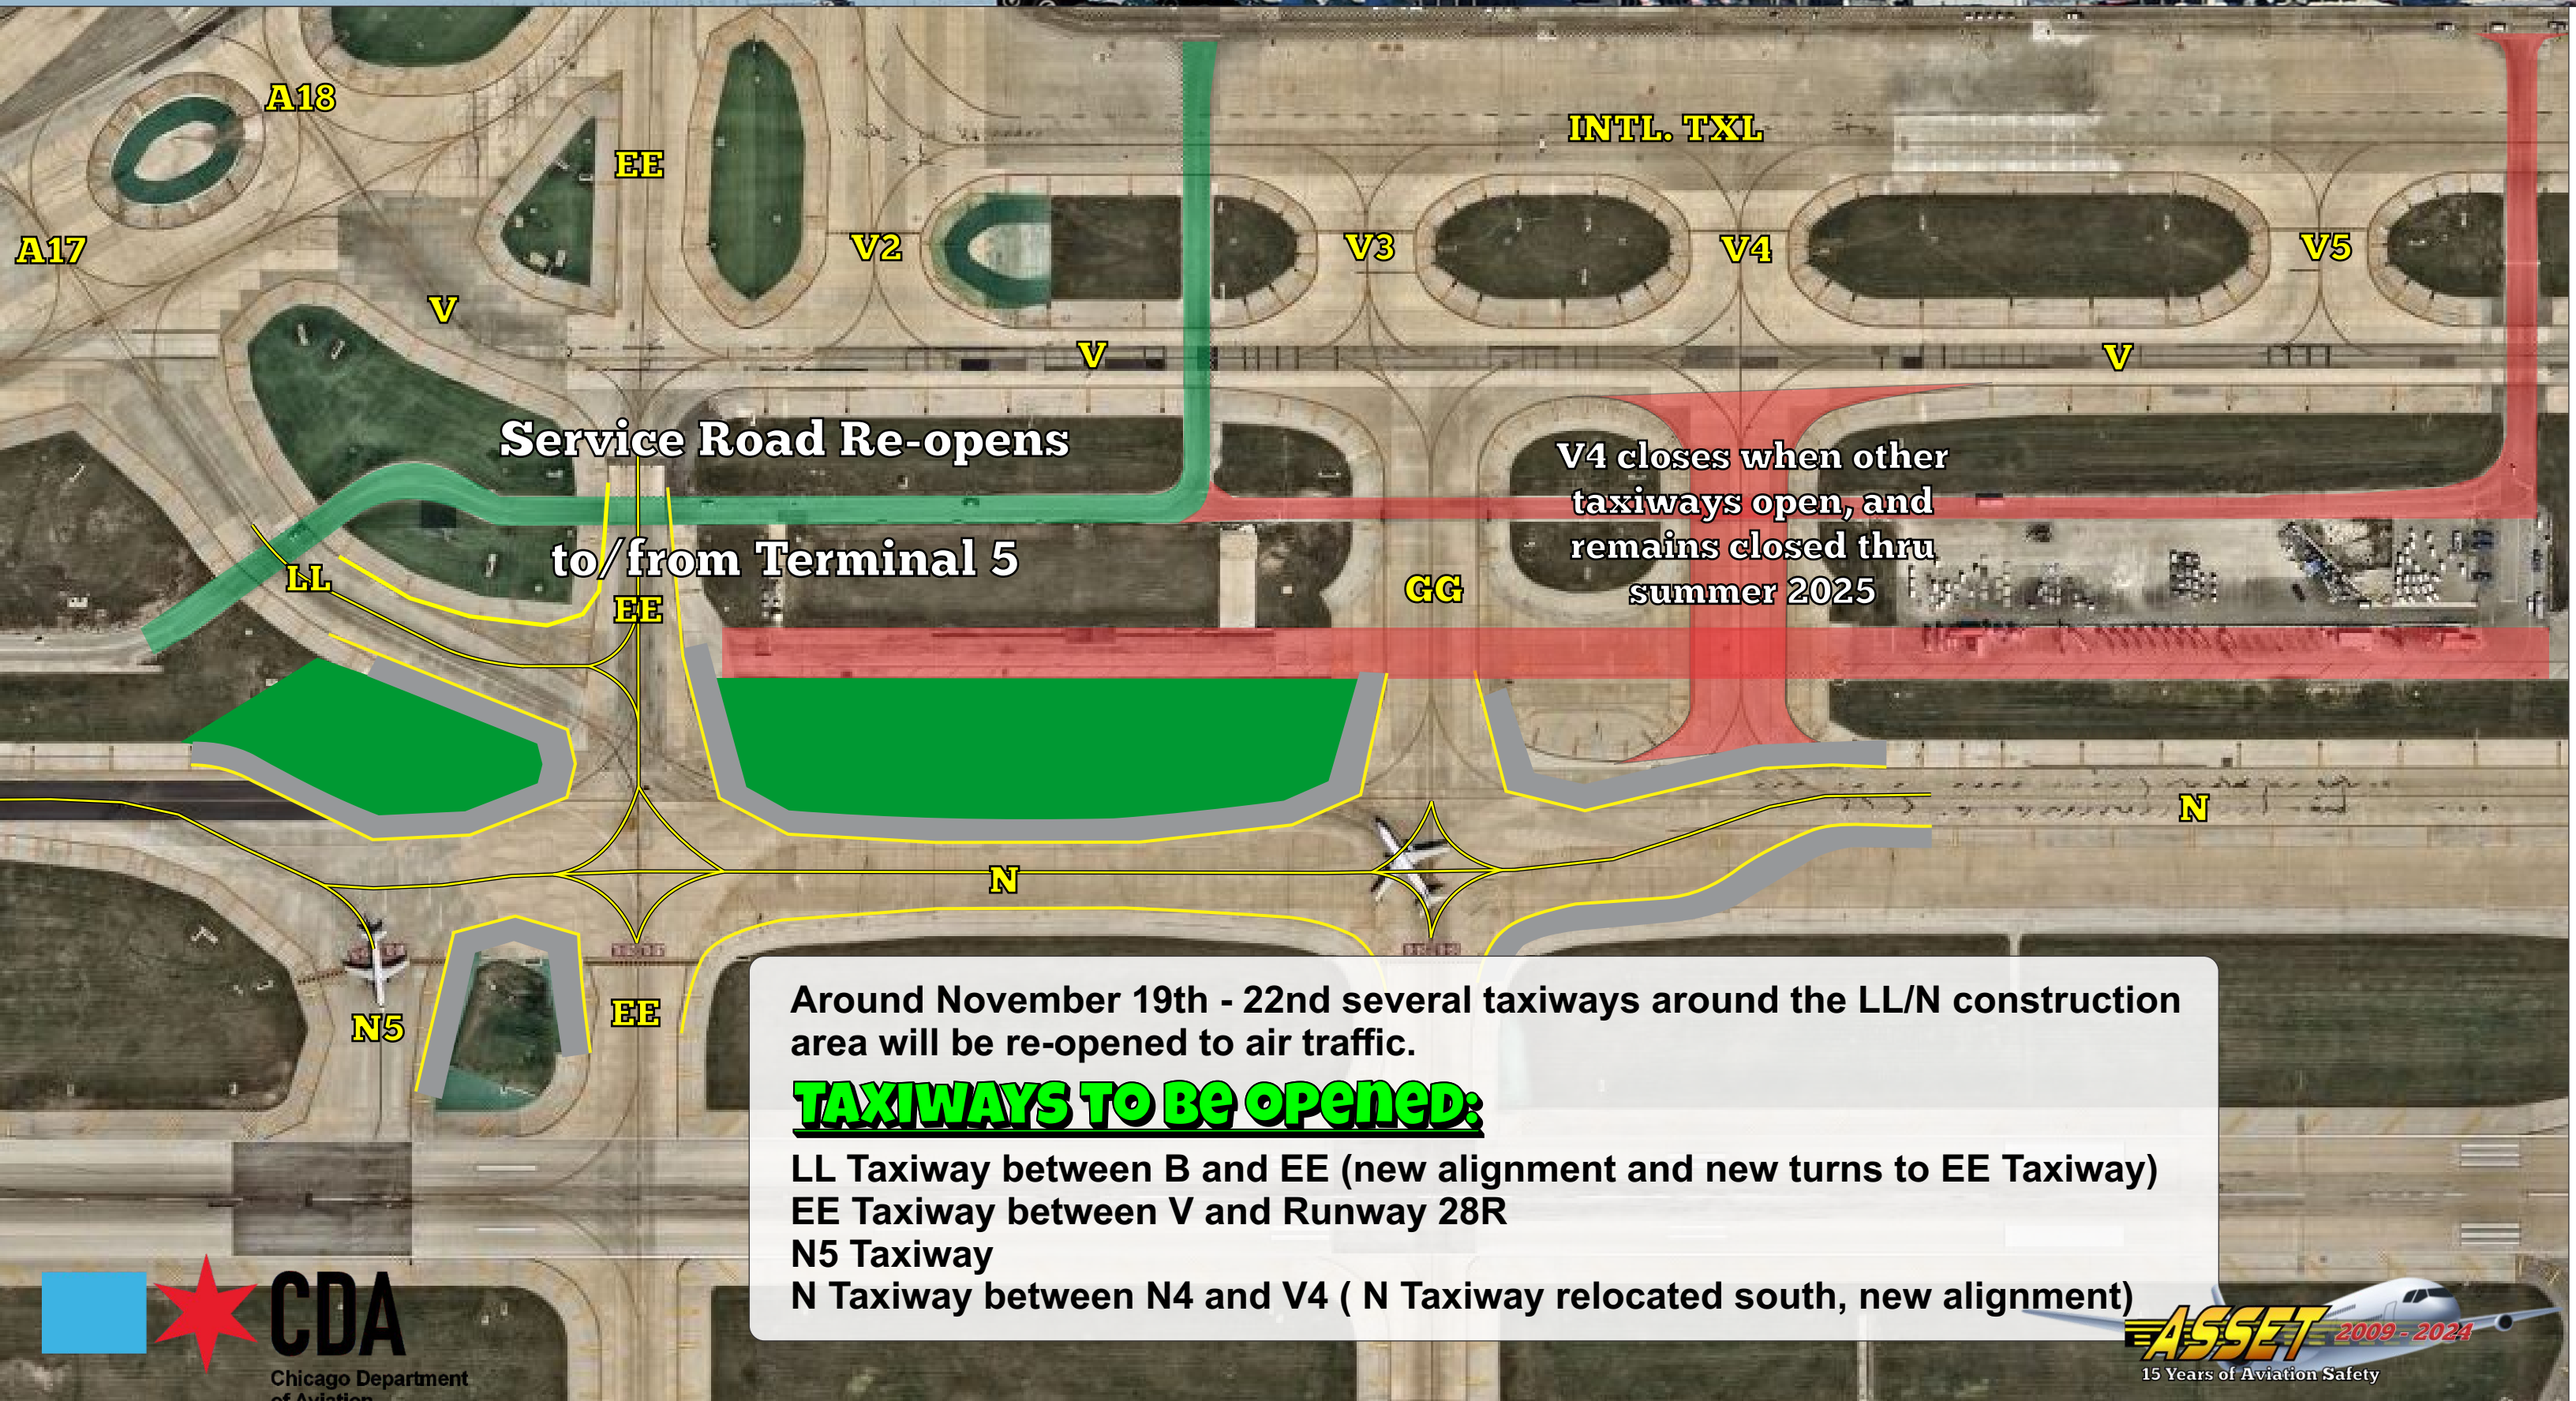 A18
EE
INTL. TXL
A17
V2
V3
V4
V5
V
V
V
Service Road Re-opens
to/from Terminal 5
V4 closes when other
taxiways open, and
remains closed thru
summer 2025
LL
EE
GG
N
N
N5
EE
Around November 19th - 22nd several taxiways around the LL/N construction
area will be re-opened to air traffic.
TAXIWAYS TO BE OPENED:
LL Taxiway between B and EE (new alignment and new turns to EE Taxiway)
EE Taxiway between V and Runway 28R
N5 Taxiway
N Taxiway between N4 and V4 ( N Taxiway relocated south, new alignment)
CDA
Chicago Department
of Aviation
ASSET 2009 - 2024
15 Years of Aviation Safety